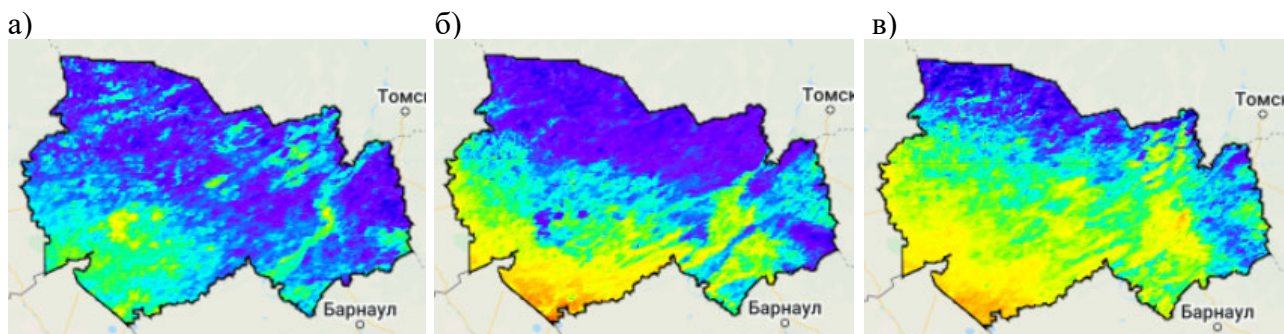 а) б) в)
Томск Томск Томск
Барнаул Барнаул Барнаул